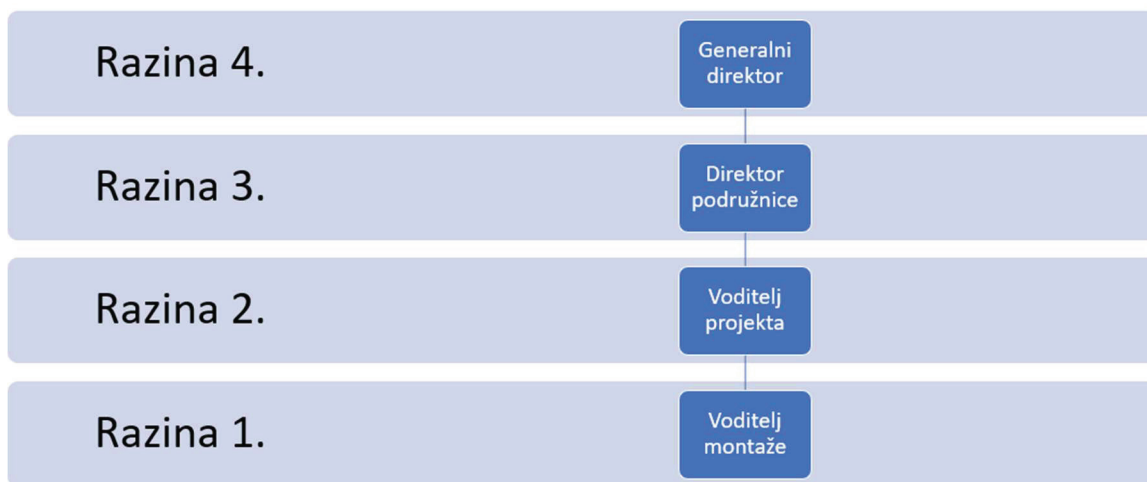 Razina 4.
Generalni
direktor
Razina 3.
Direktor
podružnice
Razina 2.
Voditelj
projekta
Razina 1.
Voditelj
montaže